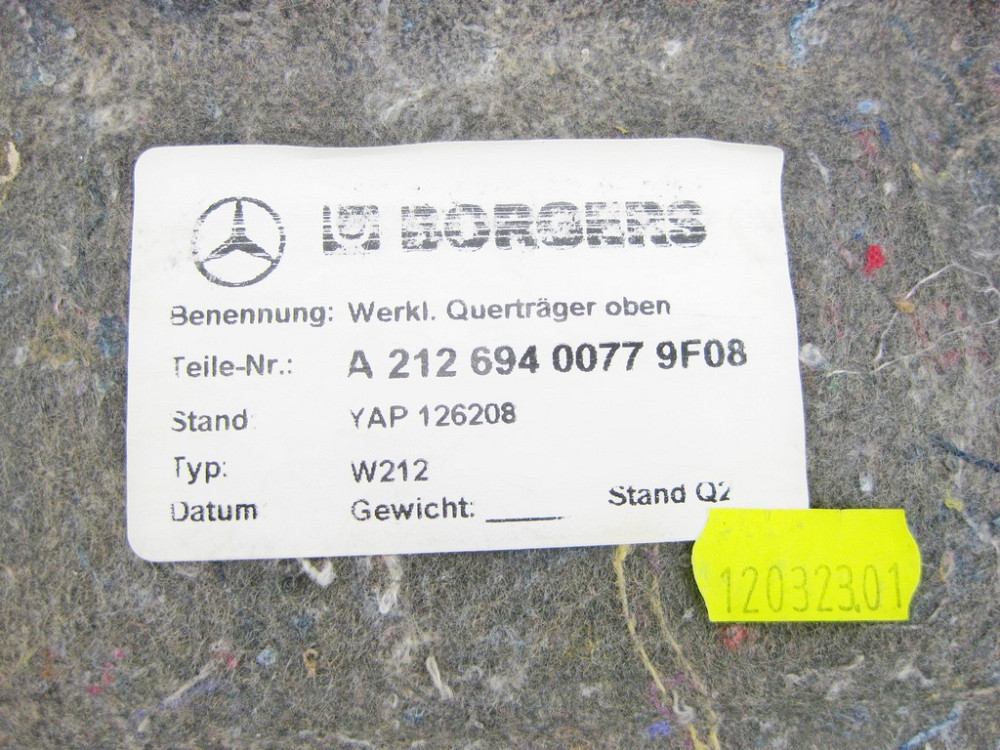 BORGERS
Benennung: Werkl. Querträger oben
Teile-Nr.: A 212 694 0077 9F08
Stand YAP 126208
Typ: W212
Datum Gewicht: _____ Stand Q2
120323.01